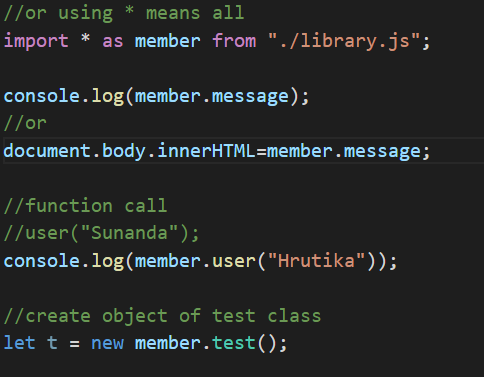 //or using * means all
import * as member from "./library.js";
console.log(member.message);
//or
document.body.innerHTML=member.message;
//function call
//user("Sunanda");
console.log(member.user("Hrutika"));
//create object of test class
let t = new member.test();